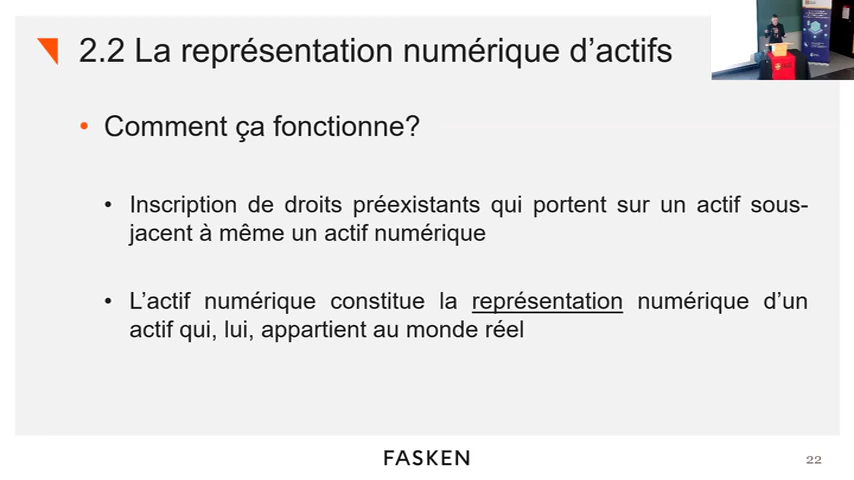 2.2 La représentation numérique d’actifs
• Comment ça fonctionne?
• Inscription de droits préexistants qui portent sur un actif sous-
jacent à même un actif numérique
• L’actif numérique constitue la représentation numérique d’un
actif qui, lui, appartient au monde réel
FASKEN
22